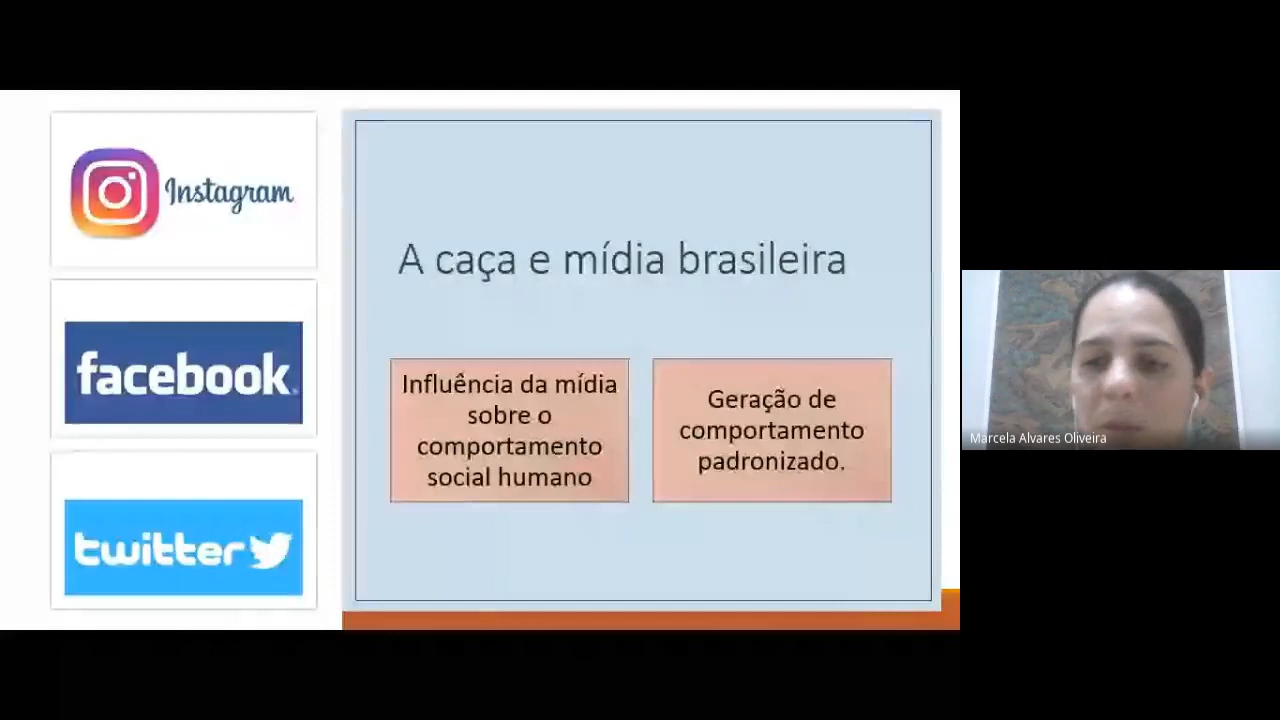 Instagram
facebook
twitter
A caça e mídia brasileira
Influência da mídia
sobre o
comportamento
social humano
Geração de
comportamento
padronizado.
Marcela Alvares Oliveira